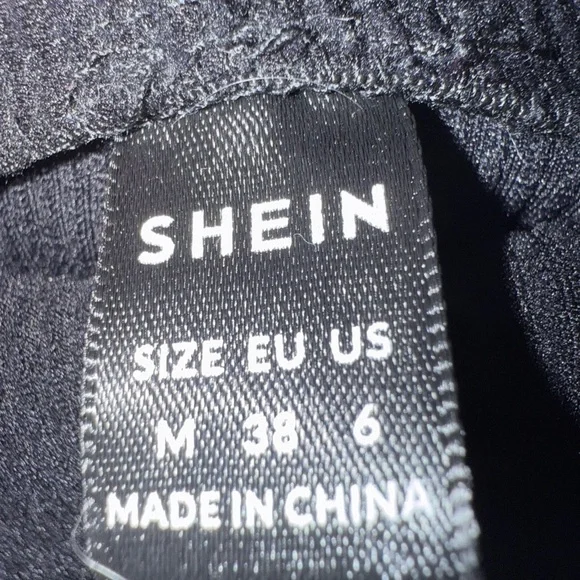 SHEIN
SIZE EU US
M 38 6
MADE IN CHINA